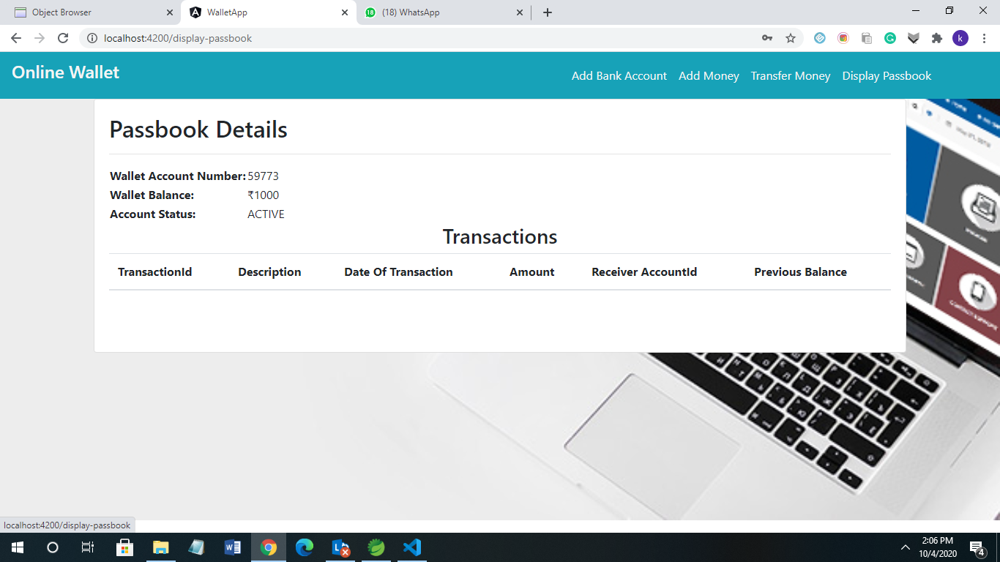 Object Browser
WalletApp
(18) WhatsApp
localhost:4200/display-passbook
k
Online Wallet
Add Bank Account Add Money Transfer Money Display Passbook
Passbook Details
Wallet Account Number: 59773
Wallet Balance: ₹1000
Account Status: ACTIVE
Transactions
TransactionId Description Date Of Transaction Amount Receiver AccountId Previous Balance
localhost:4200/display-passbook
2:06 PM
10/4/2020
4